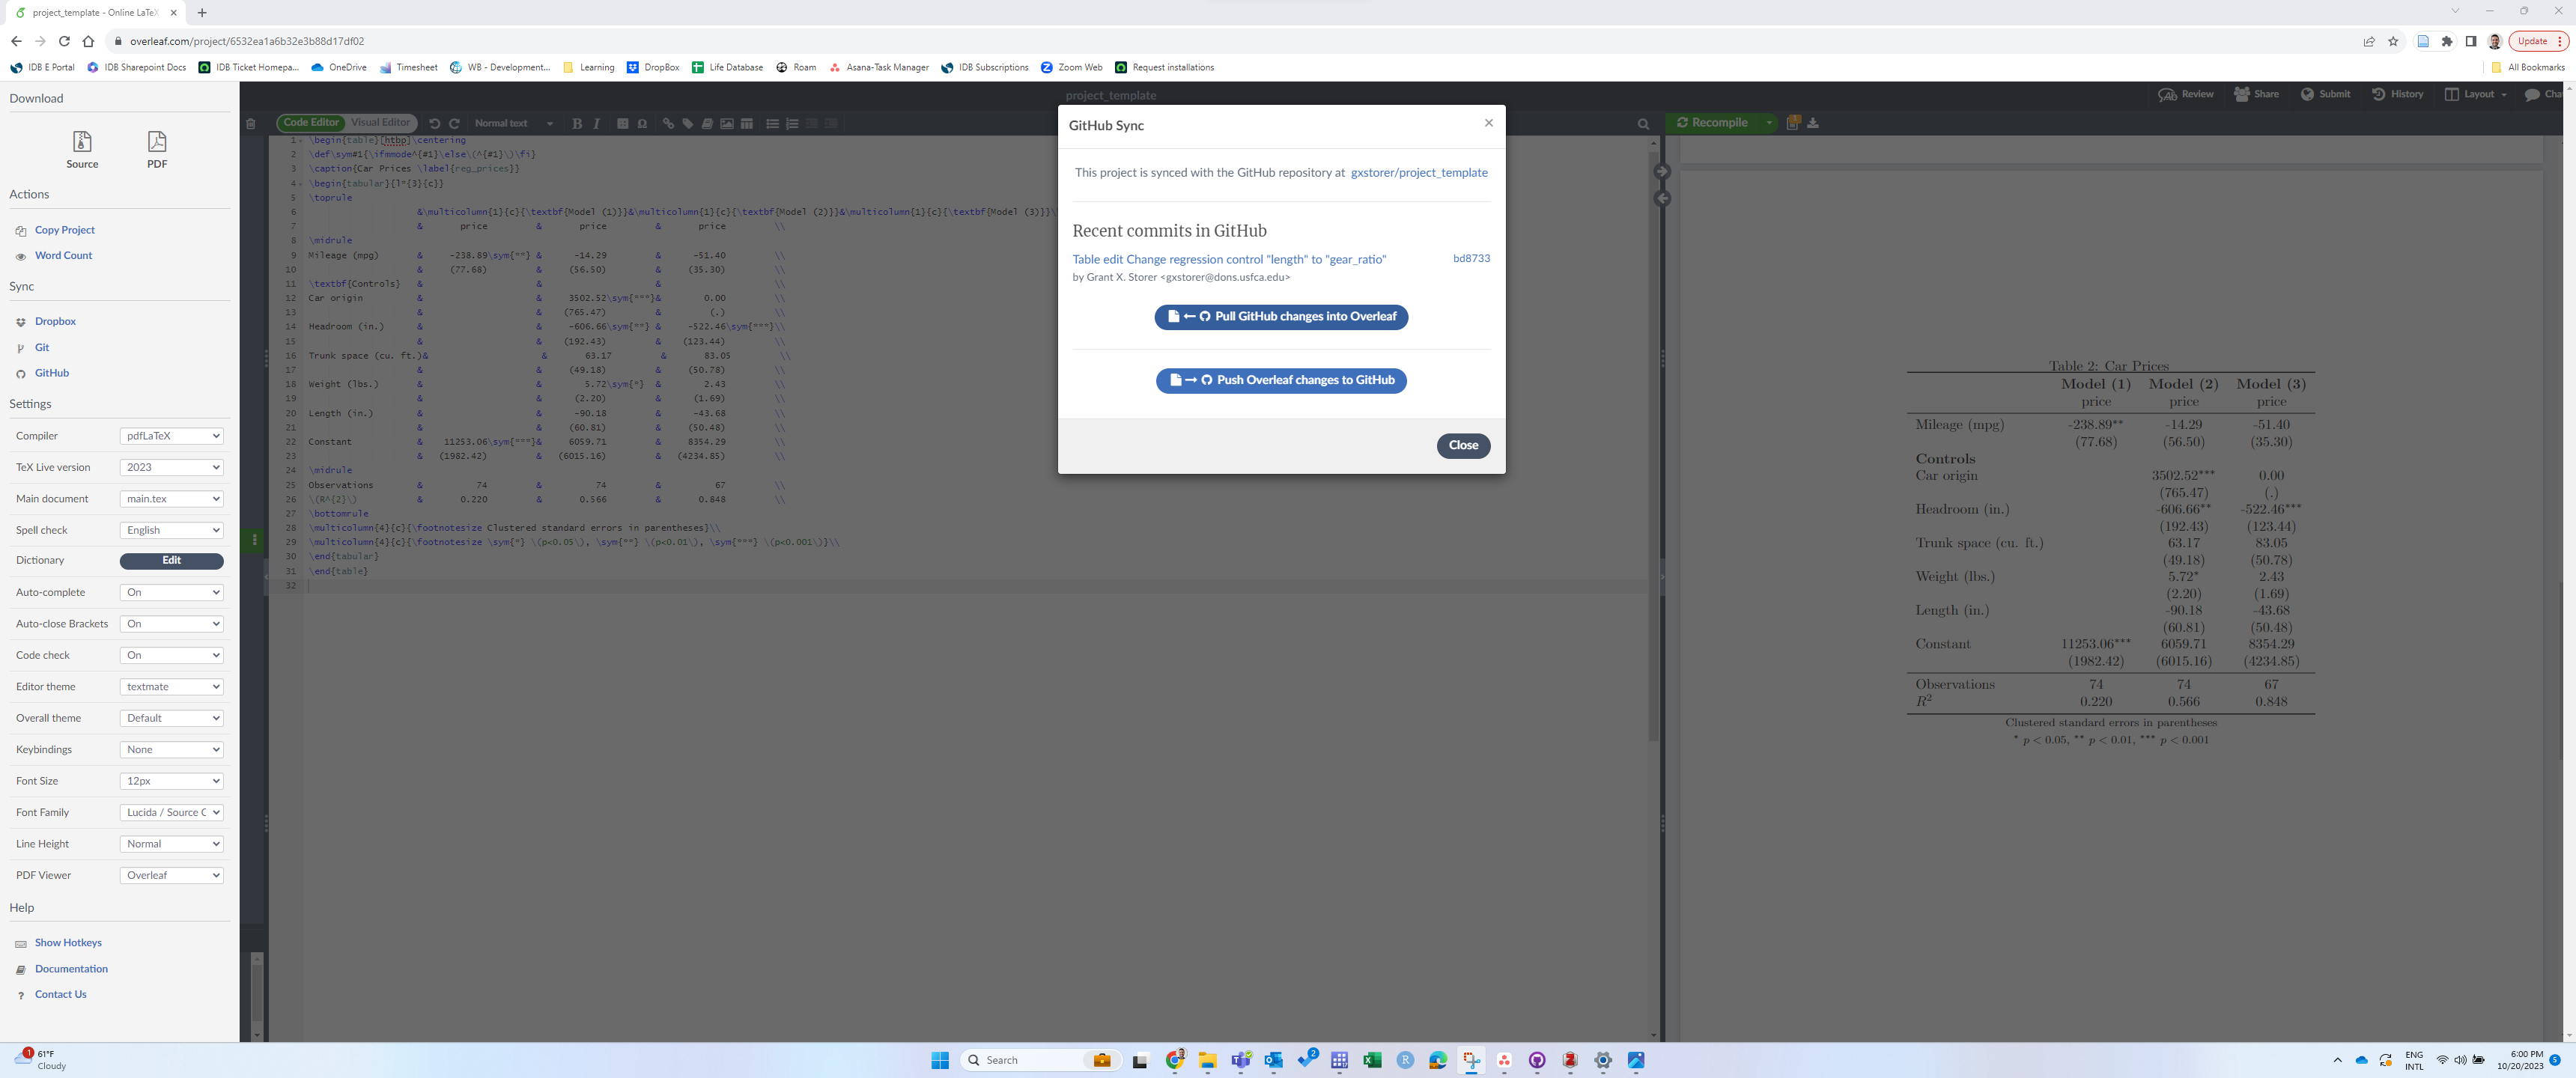 project_template - Online LaTeX
overleaf.com/project/6532ea1a6b32e3b88d17df02
Update
IDB E Portal IDB Sharepoint Docs IDB Ticket Homepa... OneDrive Timesheet WB - Development... Learning DropBox Life Database Roam Asana-Task Manager IDB Subscriptions Zoom Web Request installations All Bookmarks
Download
Source PDF
Actions
Copy Project
Word Count
Sync
Dropbox
Git
GitHub
Settings
Compiler pdfLaTeX
TeX Live version 2023
Main document main.tex
Spell check English
Dictionary Edit
Auto-complete On
Auto-close Brackets On
Code check On
Editor theme textmate
Overall theme Default
Keybindings None
Font Size 12px
Font Family Lucida / Source C
Line Height Normal
PDF Viewer Overleaf
Help
Show Hotkeys
Documentation
Contact Us
project_template
Review Share Submit History Layout Cha
Code Editor Visual Editor Normal text B I Ω
Recompile
1 \begin{table}[htbp]\centering
2 \def\sym#1{\ifmmode^{#1}\else\(^{#1}\)\fi}
3 \caption{Car Prices \label{reg_prices}}
4 \begin{tabular}{l*{3}{c}}
5 \toprule
6 &\multicolumn{1}{c}{\textbf{Model (1)}}&\multicolumn{1}{c}{\textbf{Model (2)}}&\multicolumn{1}{c}{\textbf{Model (3)}}\
7 & price & price & price \\
8 \midrule
9 Mileage (mpg) & -238.89\sym{**} & -14.29 & -51.40 \\
10 & (77.68) & (56.50) & (35.30) \\
11 \textbf{Controls} & & & \\
12 Car origin & & 3502.52\sym{***}& 0.00 \\
13 & & (765.47) & (.) \\
14 Headroom (in.) & & -606.66\sym{**} & -522.46\sym{***}\\
15 & & (192.43) & (123.44) \\
16 Trunk space (cu. ft.)& & 63.17 & 83.05 \\
17 & & (49.18) & (50.78) \\
18 Weight (lbs.) & & 5.72\sym{*} & 2.43 \\
19 & & (2.20) & (1.69) \\
20 Length (in.) & & -90.18 & -43.68 \\
21 & & (60.81) & (50.48) \\
22 Constant & 11253.06\sym{***}& 6059.71 & 8354.29 \\
23 & (1982.42) & (6015.16) & (4234.85) \\
24 \midrule
25 Observations & 74 & 74 & 67 \\
26 \(R^{2}\) & 0.220 & 0.566 & 0.848 \\
27 \bottomrule
28 \multicolumn{4}{c}{\footnotesize Clustered standard errors in parentheses}\\
29 \multicolumn{4}{c}{\footnotesize \sym{*} \(p<0.05\), \sym{**} \(p<0.01\), \sym{***} \(p<0.001\)}\\
30 \end{tabular}
31 \end{table}
32
GitHub Sync ×
This project is synced with the GitHub repository at gxstorer/project_template
Recent commits in GitHub
Table edit Change regression control "length" to "gear_ratio" bd8733
by Grant X. Storer <gxstorer@dons.usfca.edu>
Pull GitHub changes into Overleaf
Push Overleaf changes to GitHub
Close
Table 2: Car Prices
Model (1) Model (2) Model (3)
price price price
Mileage (mpg) -238.89** -14.29 -51.40
(77.68) (56.50) (35.30)
Controls
Car origin 3502.52*** 0.00
(765.47) (.)
Headroom (in.) -606.66** -522.46***
(192.43) (123.44)
Trunk space (cu. ft.) 63.17 83.05
(49.18) (50.78)
Weight (lbs.) 5.72* 2.43
(2.20) (1.69)
Length (in.) -90.18 -43.68
(60.81) (50.48)
Constant 11253.06*** 6059.71 8354.29
(1982.42) (6015.16) (4234.85)
Observations 74 74 67
R² 0.220 0.566 0.848
Clustered standard errors in parentheses
* p < 0.05, ** p < 0.01, *** p < 0.001
1 61°F
Cloudy
Search
2
ENG
INTL
6:00 PM
10/20/2023
5